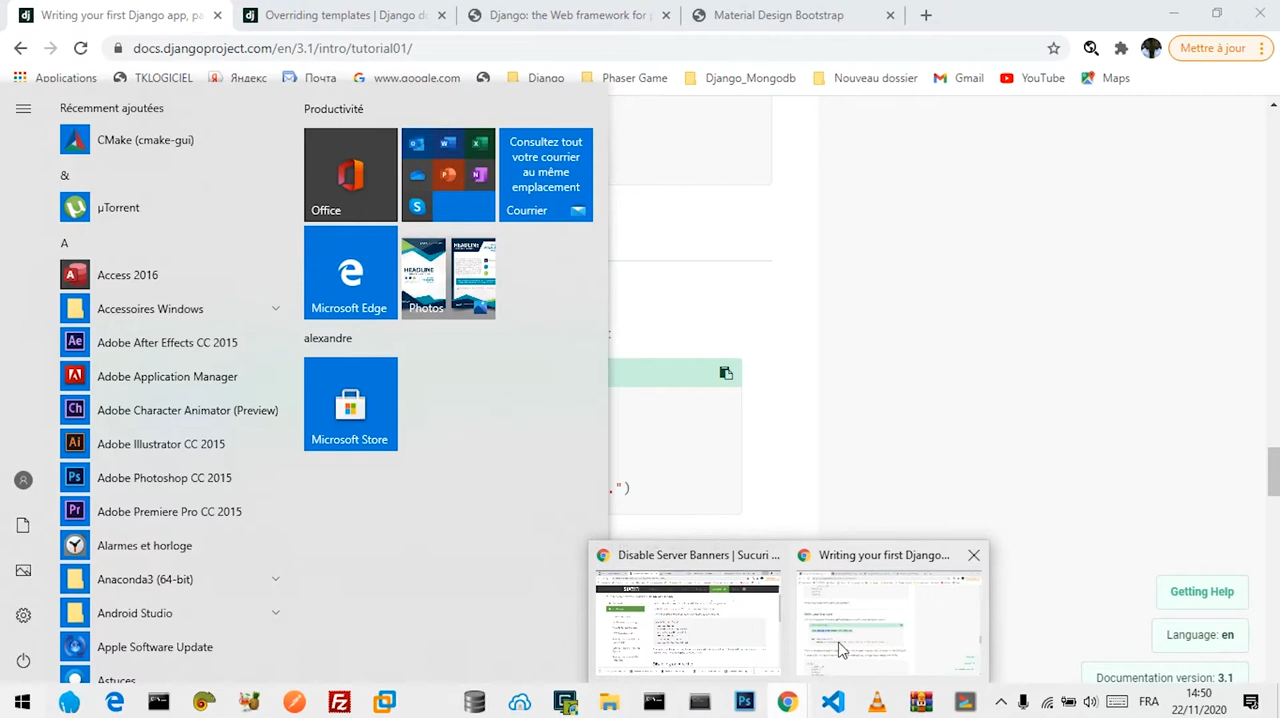 Writing your first Django app, pa
Overriding templates | Django do
Django: the Web framework for p
Material Design Bootstrap
docs.djangoproject.com/en/3.1/intro/tutorial01/
Mettre à jour
Applications
TKLOGICIEL
Яндекс
Почта
www.google.com
Django
Phaser Game
Django_Mongodb
Nouveau dossier
Gmail
YouTube
Maps
Récemment ajoutées
CMake (cmake-gui)
&
µTorrent
A
Access 2016
Accessoires Windows
Adobe After Effects CC 2015
Adobe Application Manager
Adobe Character Animator (Preview)
Adobe Illustrator CC 2015
Adobe Photoshop CC 2015
Adobe Premiere Pro CC 2015
Alarmes et horloge
(64-bit)
Android Studio
Software Update
Productivité
Office
Consultez tout
votre courrier
au même
emplacement
Courrier
Microsoft Edge
HEADLINE
HEADLINE
Photos
alexandre
Microsoft Store
.")
Disable Server Banners | Sucuri ...
Writing your first Django...
Getting Help
Language: en
Documentation version: 3.1
FRA
14:50
22/11/2020